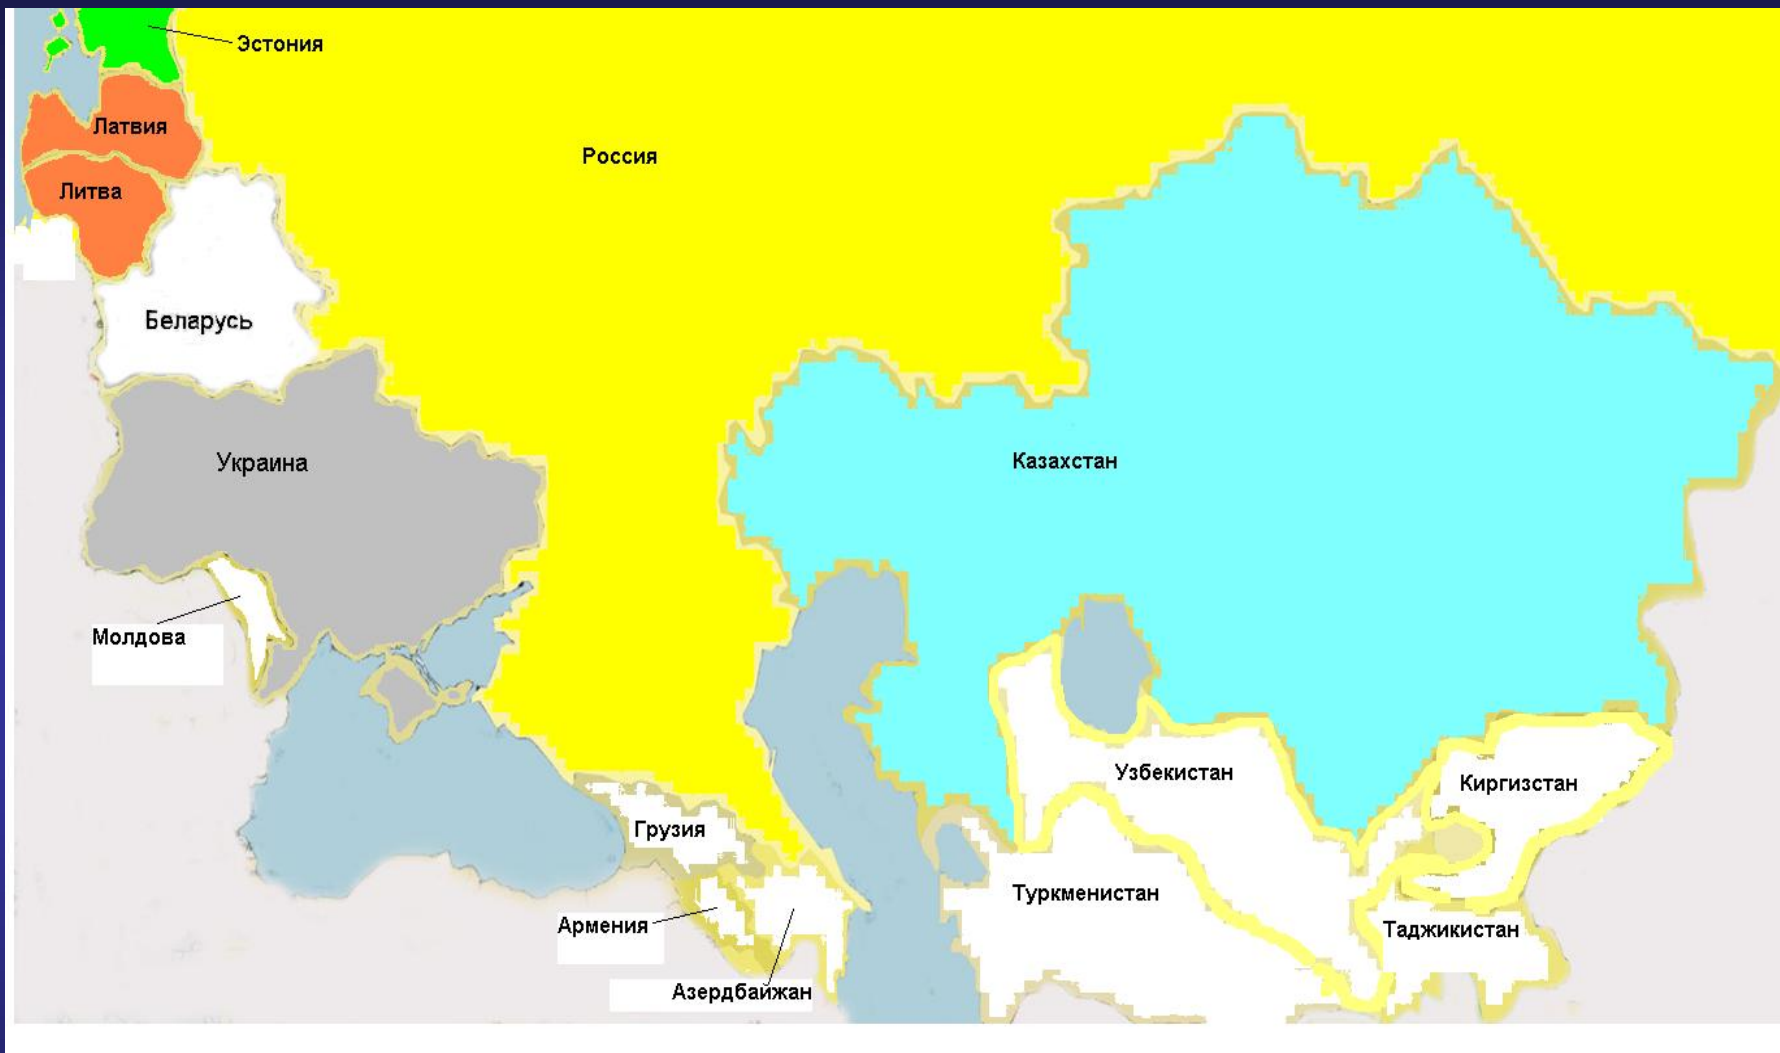 Эстония
Латвия
Россия
Литва
Беларусь
Украина
Казахстан
Молдова
Узбекистан
Киргизстан
Грузия
Туркменистан
Армения
Таджикистан
Азердбайжан